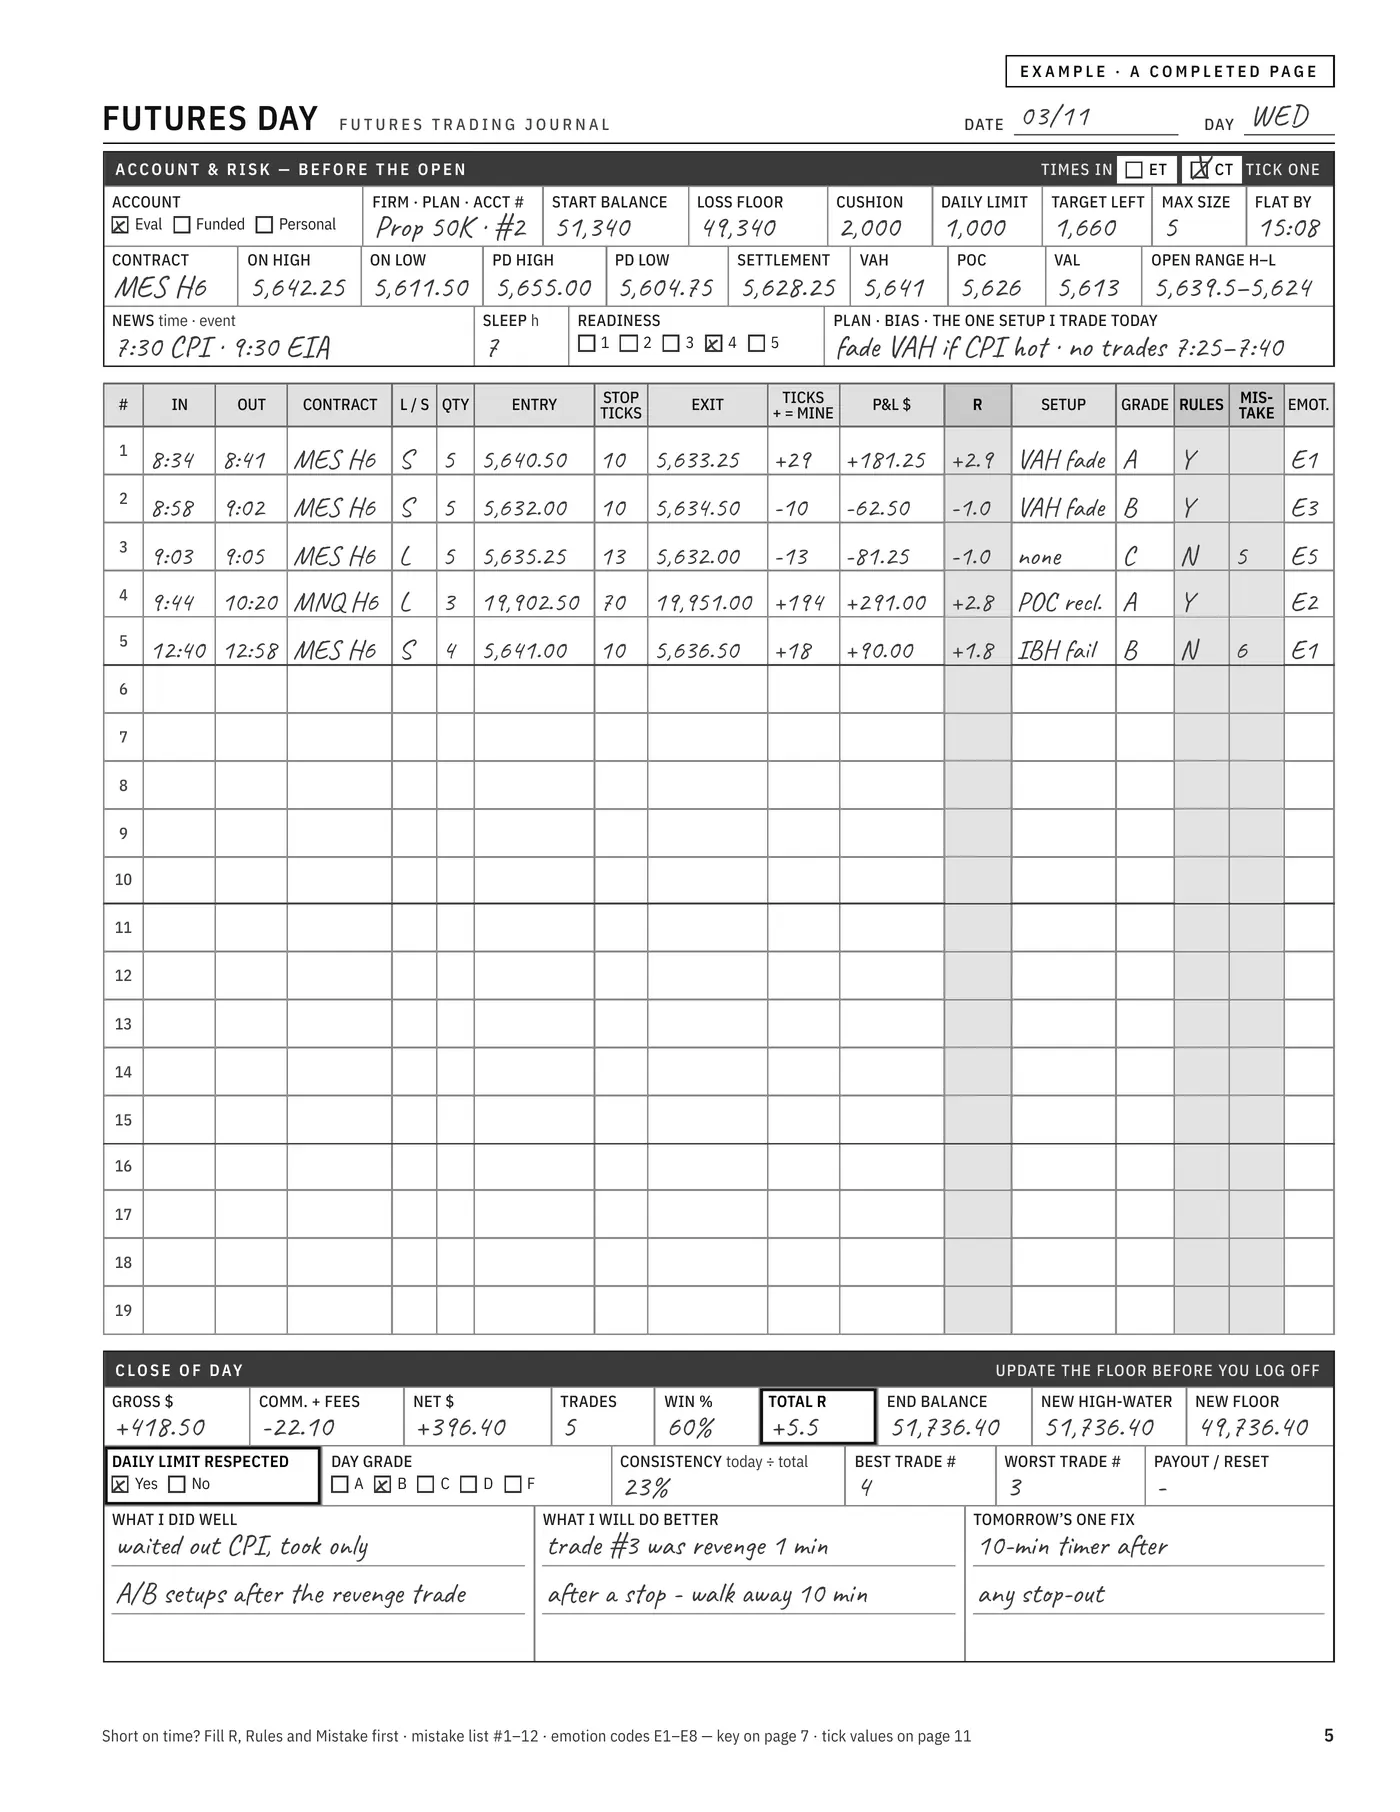 EXAMPLE · A COMPLETED PAGE
FUTURES DAY FUTURES TRADING JOURNAL DATE 03/11 DAY WED
ACCOUNT & RISK — BEFORE THE OPEN TIMES IN ET CT TICK ONE
ACCOUNT FIRM · PLAN · ACCT # START BALANCE LOSS FLOOR CUSHION DAILY LIMIT TARGET LEFT MAX SIZE FLAT BY
Eval Funded Personal Prop 50K · #2 51,340 49,340 2,000 1,000 1,660 5 15:08
CONTRACT ON HIGH ON LOW PD HIGH PD LOW SETTLEMENT VAH POC VAL OPEN RANGE H–L
MES H6 5,642.25 5,611.50 5,655.00 5,604.75 5,628.25 5,641 5,626 5,613 5,639.5–5,624
NEWS time · event SLEEP h READINESS PLAN · BIAS · THE ONE SETUP I TRADE TODAY
7:30 CPI · 9:30 EIA 7 1 2 3 4 5 fade VAH if CPI hot · no trades 7:25–7:40
# IN OUT CONTRACT L / S QTY ENTRY STOP TICKS EXIT TICKS + = MINE P&L $ R SETUP GRADE RULES MIS-TAKE EMOT.
1 8:34 8:41 MES H6 S 5 5,640.50 10 5,633.25 +29 +181.25 +2.9 VAH fade A Y E1
2 8:58 9:02 MES H6 S 5 5,632.00 10 5,634.50 -10 -62.50 -1.0 VAH fade B Y E3
3 9:03 9:05 MES H6 L 5 5,635.25 13 5,632.00 -13 -81.25 -1.0 none C N 5 E5
4 9:44 10:20 MNQ H6 L 3 19,902.50 70 19,951.00 +194 +291.00 +2.8 POC recl. A Y E2
5 12:40 12:58 MES H6 S 4 5,641.00 10 5,636.50 +18 +90.00 +1.8 IBH fail B N 6 E1
6
7
8
9
10
11
12
13
14
15
16
17
18
19
CLOSE OF DAY UPDATE THE FLOOR BEFORE YOU LOG OFF
GROSS $ COMM. + FEES NET $ TRADES WIN % TOTAL R END BALANCE NEW HIGH-WATER NEW FLOOR
+418.50 -22.10 +396.40 5 60% +5.5 51,736.40 51,736.40 49,736.40
DAILY LIMIT RESPECTED DAY GRADE CONSISTENCY today ÷ total BEST TRADE # WORST TRADE # PAYOUT / RESET
Yes No A B C D F 23% 4 3 -
WHAT I DID WELL WHAT I WILL DO BETTER TOMORROW'S ONE FIX
waited out CPI, took only trade #3 was revenge 1 min 10-min timer after
A/B setups after the revenge trade after a stop - walk away 10 min any stop-out
Short on time? Fill R, Rules and Mistake first · mistake list #1–12 · emotion codes E1–E8 — key on page 7 · tick values on page 11 5